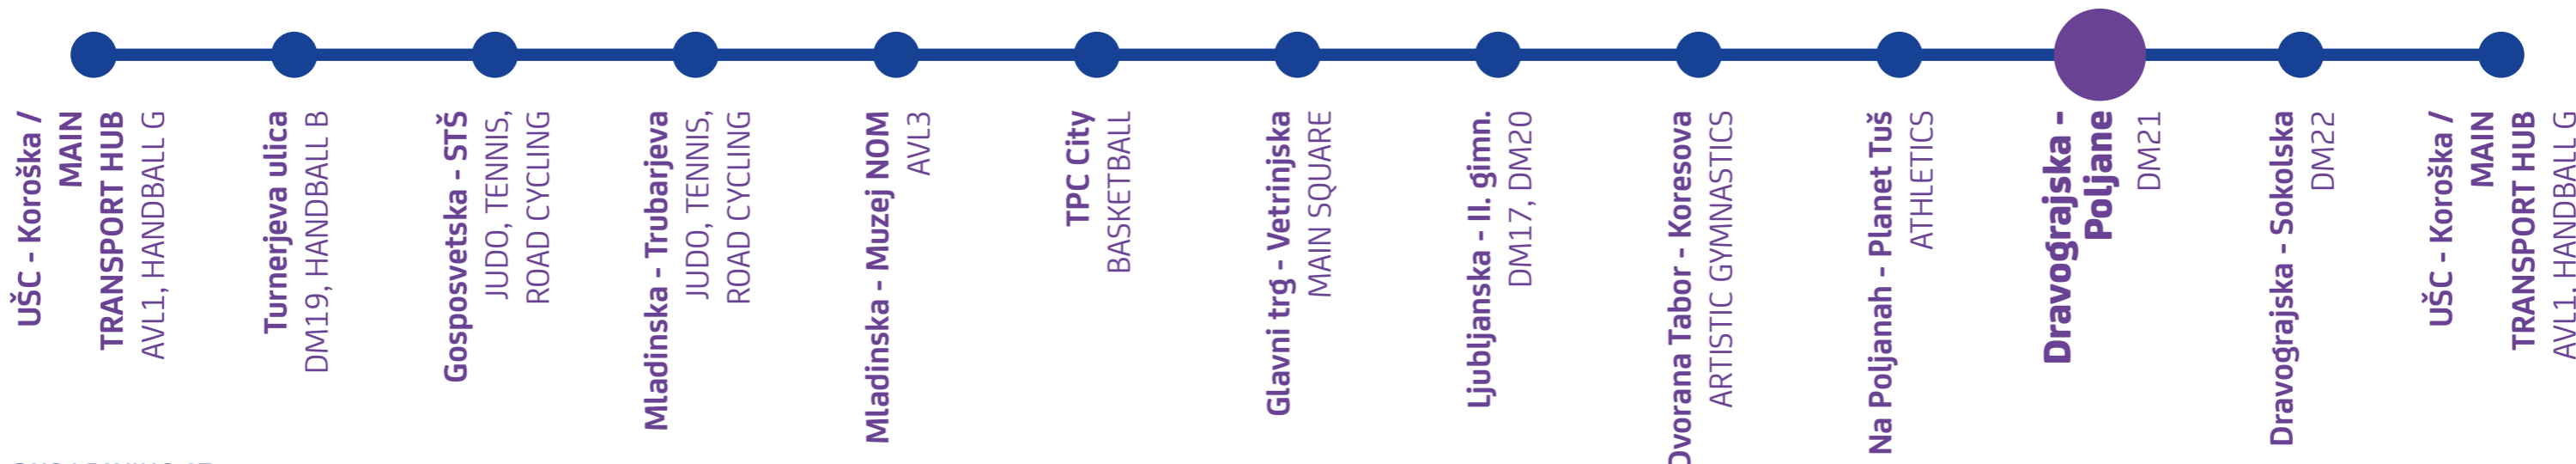 UŠC - Koroška /
MAIN
TRANSPORT HUB
AVL1, HANDBALL G
Turnerjeva ulica
DM19, HANDBALL B
Gosposvetska - STŠ
JUDO, TENNIS,
ROAD CYCLING
Mladinska - Trubarjeva
JUDO, TENNIS,
ROAD CYCLING
Mladinska - Muzej NOM
AVL3
TPC City
BASKETBALL
Glavni trg - Vetrinjska
MAIN SQUARE
Ljubljanska - II. gimn.
DM17, DM20
Dvorana Tabor - Koresova
ARTISTIC GYMNASTICS
Na Poljanah - Planet Tuš
ATHLETICS
Dravograjska -
Poljane
DM21
Dravograjska - Sokolska
DM22
UŠC - Koroška /
MAIN
TRANSPORT HUB
AVL1, HANDBALL G